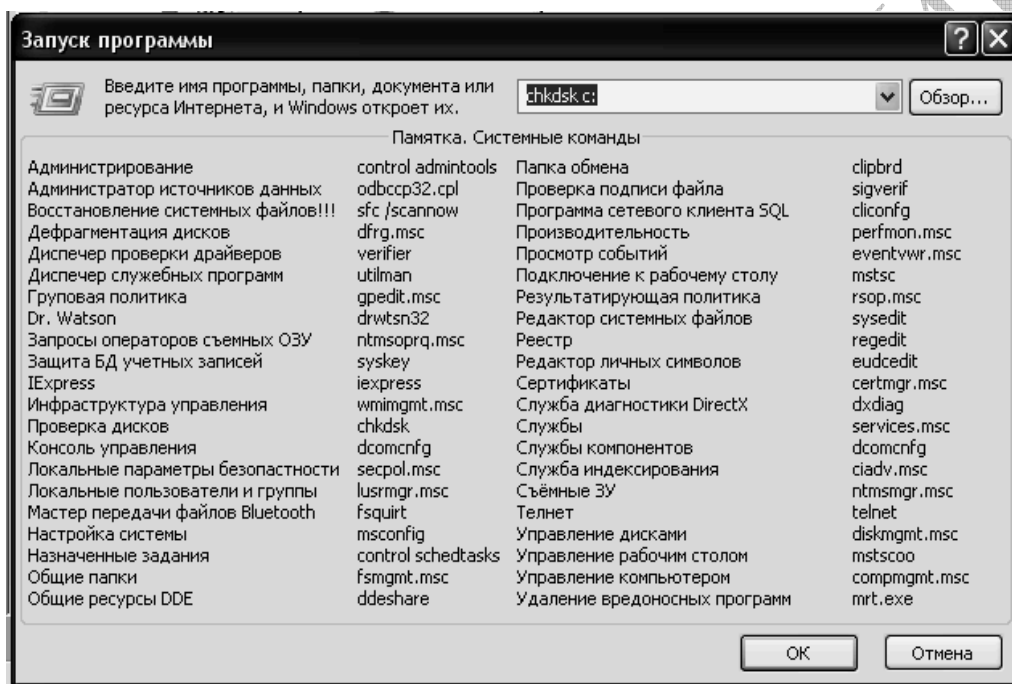 Запуск программы
Введите имя программы, папки, документа или
ресурса Интернета, и Windows откроет их.
chkdsk c:
Обзор...
Памятка. Системные команды
Администрирование control admintools Папка обмена clipbrd
Администратор источников данных odbccp32.cpl Проверка подписи файла sigverif
Восстановление системных файлов!!! sfc /scannow Программа сетевого клиента SQL cliconfg
Дефрагментация дисков dfrg.msc Производительность perfmon.msc
Диспечер проверки драйверов verifier Просмотр событий eventvwr.msc
Диспечер служебных программ utilman Подключение к рабочему столу mstsc
Груповая политика gpedit.msc Результатирующая политика rsop.msc
Dr. Watson drwtsn32 Редактор системных файлов sysedit
Запросы операторов съемных ОЗУ ntmsoprq.msc Реестр regedit
Защита БД учетных записей syskey Редактор личных символов eudcedit
IExpress iexpress Сертификаты certmgr.msc
Инфраструктура управления wmimgmt.msc Служба диагностики DirectX dxdiag
Проверка дисков chkdsk Службы services.msc
Консоль управления dcomcnfg Службы компонентов dcomcnfg
Локальные параметры безопастности secpol.msc Служба индексирования ciadv.msc
Локальные пользователи и группы lusrmgr.msc Съёмные ЗУ ntmsmgr.msc
Мастер передачи файлов Bluetooth fsquirt Телнет telnet
Настройка системы msconfig Управление дисками diskmgmt.msc
Назначенные задания control schedtasks Управление рабочим столом mstscoo
Общие папки fsmgmt.msc Управление компьютером compmgmt.msc
Общие ресурсы DDE ddeshare Удаление вредоносных программ mrt.exe
ОК Отмена